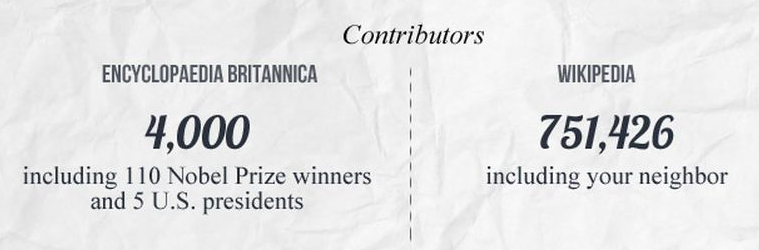 Contributors
ENCYCLOPAEDIA BRITANNICA
4,000
including 110 Nobel Prize winners
and 5 U.S. presidents
WIKIPEDIA
751,426
including your neighbor